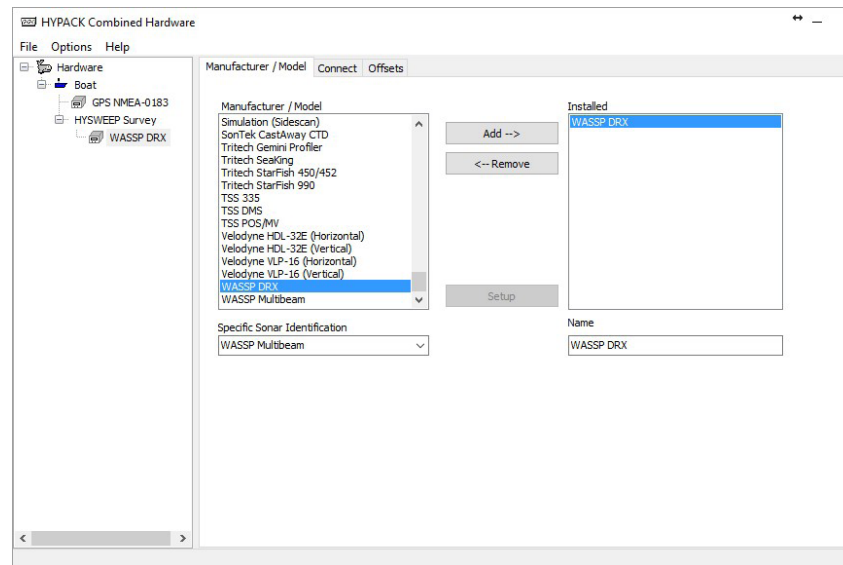 HYPACK Combined Hardware
File Options Help
Hardware
Boat
GPS NMEA-0183
HYSWEEP Survey
WASSP DRX
Manufacturer / Model Connect Offsets
Manufacturer / Model
Simulation (Sidescan)
SonTek CastAway CTD
Tritech Gemini Profiler
Tritech SeaKing
Tritech StarFish 450/452
Tritech StarFish 990
TSS 335
TSS DMS
TSS POS/MV
Velodyne HDL-32E (Horizontal)
Velodyne HDL-32E (Vertical)
Velodyne VLP-16 (Horizontal)
Velodyne VLP-16 (Vertical)
WASSP DRX
WASSP Multibeam
Specific Sonar Identification
WASSP Multibeam
Add -->
<-- Remove
Setup
Installed
WASSP DRX
Name
WASSP DRX